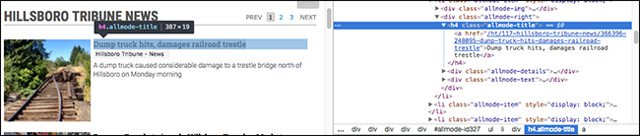 HILLSBORO TRIBUNE NEWS
PREV 1 2 3 NEXT
h4.allmode-title | 387 × 19
Dump truck hits, damages railroad trestle
Hillsboro Tribune - News
A dump truck caused considerable damage to a trestle bridge north of
Hillsboro on Monday morning
▶<div class="allmode-img">…</div>
▼<div class="allmode-right">
▼<h4 class="allmode-title"> == $0
<a href="/ht/117-hillsboro-tribune-news/366396-
248095-dump-truck-hits-damages-railroad-
trestle">Dump truck hits, damages railroad
trestle</a>
</h4>
▶<div class="allmode-details">…</div>
▶<div class="allmode-text">…</div>
</li>
▶<li class="allmode-item" style="display: block;">…
</li>
▶<li class="allmode-item" style="display: block;">…
… div div div div div #allmode-id327 ul li div h4.allmode-title a